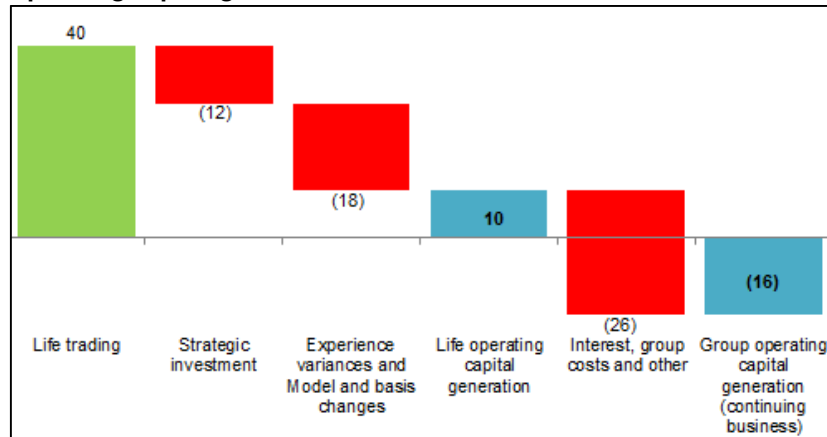 40
(12)
(18)
10
(26)
(16)
Life trading
Strategic
investment
Experience
variances and
Model and basis
changes
Life operating
capital
generation
Interest, group
costs and other
Group operating
capital
generation
(continuing
business)